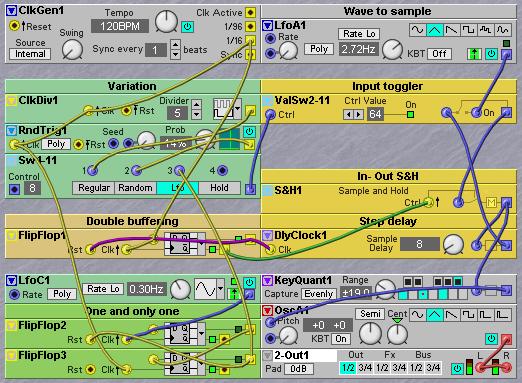 ClkGen1 Tempo Clk Active
Reset 120BPM 1/96
Source Swing 1/16
Internal Sync every 1 beats Sync
Wave to sample
LfoA1 Rate Lo
Rate Poly 2.72Hz KBT Off
Variation
ClkDiv1 Divider
Clk Rst 5
RndTrig1 Seed Prob
Clk Poly Rst 14%
Sw4-11 1 2 3 4
Control
8 Regular Random Lfo Hold
Input toggler
ValSw2-11 Ctrl Value On
Ctrl 64
In- Out S&H
S&H1 Sample and Hold
Ctrl M
Double buffering
FlipFlop1
Rst Clk
Step delay
DlyClock1 Sample
Clk Delay 8
LfoC1 Rate Lo 0.30Hz
Rate Poly
One and only one
FlipFlop2
Rst Clk
FlipFlop3
Rst Clk
KeyQuant1 Range
Capture Evenly ±19.0
OscA1 Semi Cent
Pitch +0 +0
KBT On
2-Out1 Out Fx Bus L R
Pad 0dB 1/2 3/4 1/2 3/4 1/2 3/4